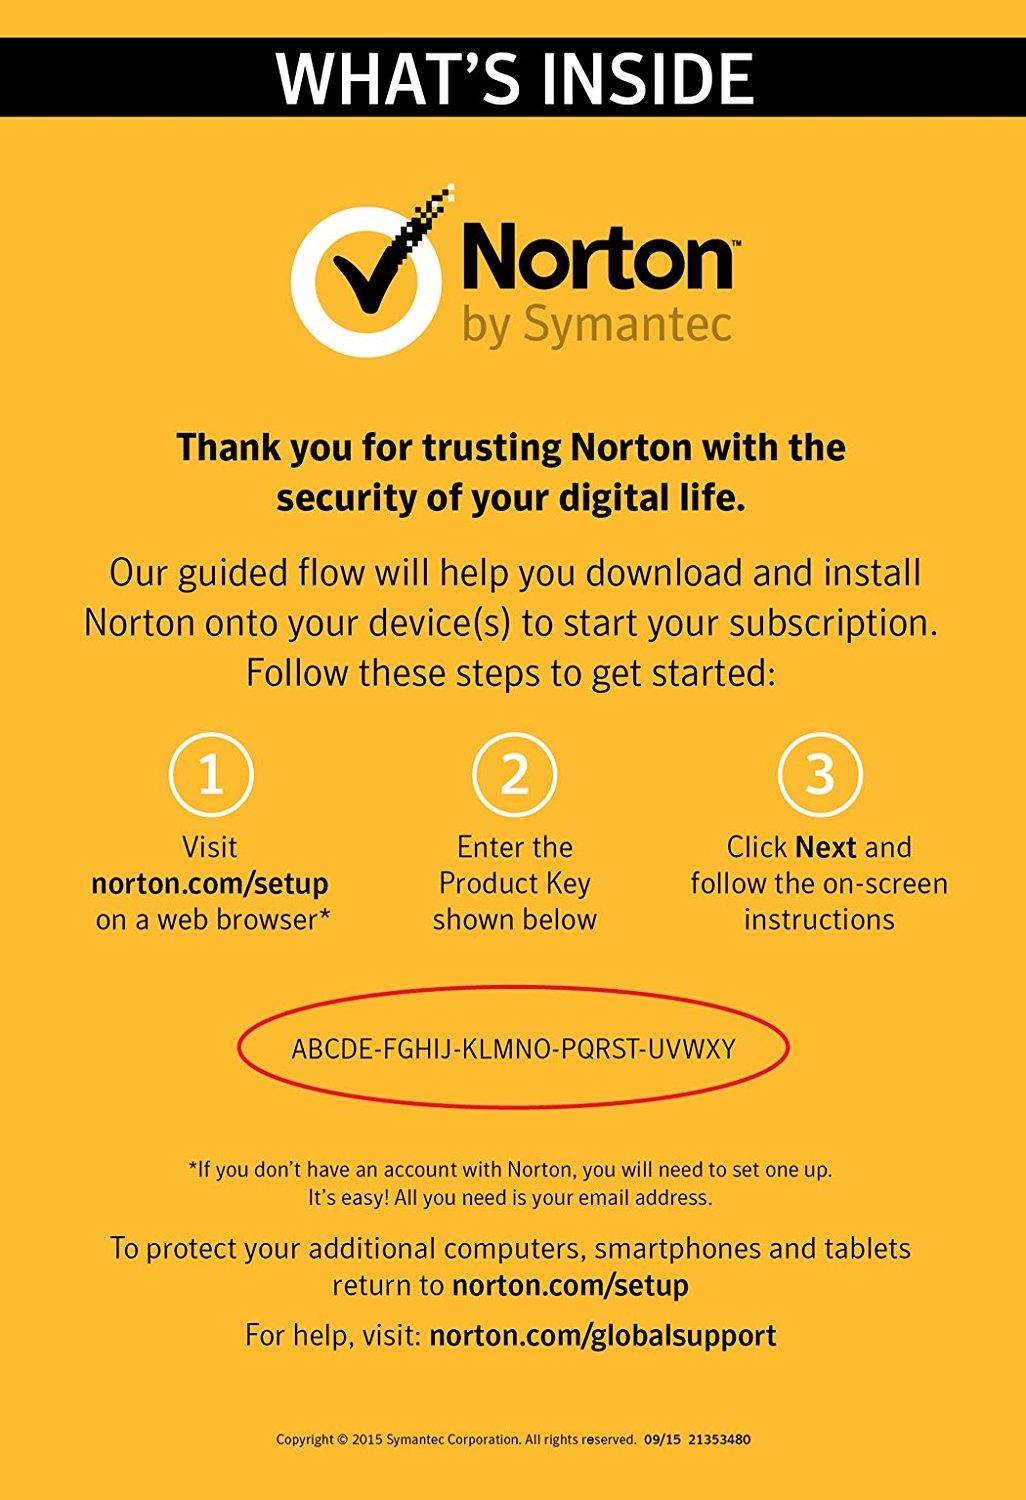 WHAT'S INSIDE
Norton™
by Symantec
Thank you for trusting Norton with the
security of your digital life.
Our guided flow will help you download and install
Norton onto your device(s) to start your subscription.
Follow these steps to get started:
1
Visit
norton.com/setup
on a web browser*
2
Enter the
Product Key
shown below
3
Click Next and
follow the on-screen
instructions
ABCDE-FGHIJ-KLMNO-PQRST-UVWXY
*If you don't have an account with Norton, you will need to set one up.
It's easy! All you need is your email address.
To protect your additional computers, smartphones and tablets
return to norton.com/setup
For help, visit: norton.com/globalsupport
Copyright © 2015 Symantec Corporation. All rights reserved. 09/15 21353480